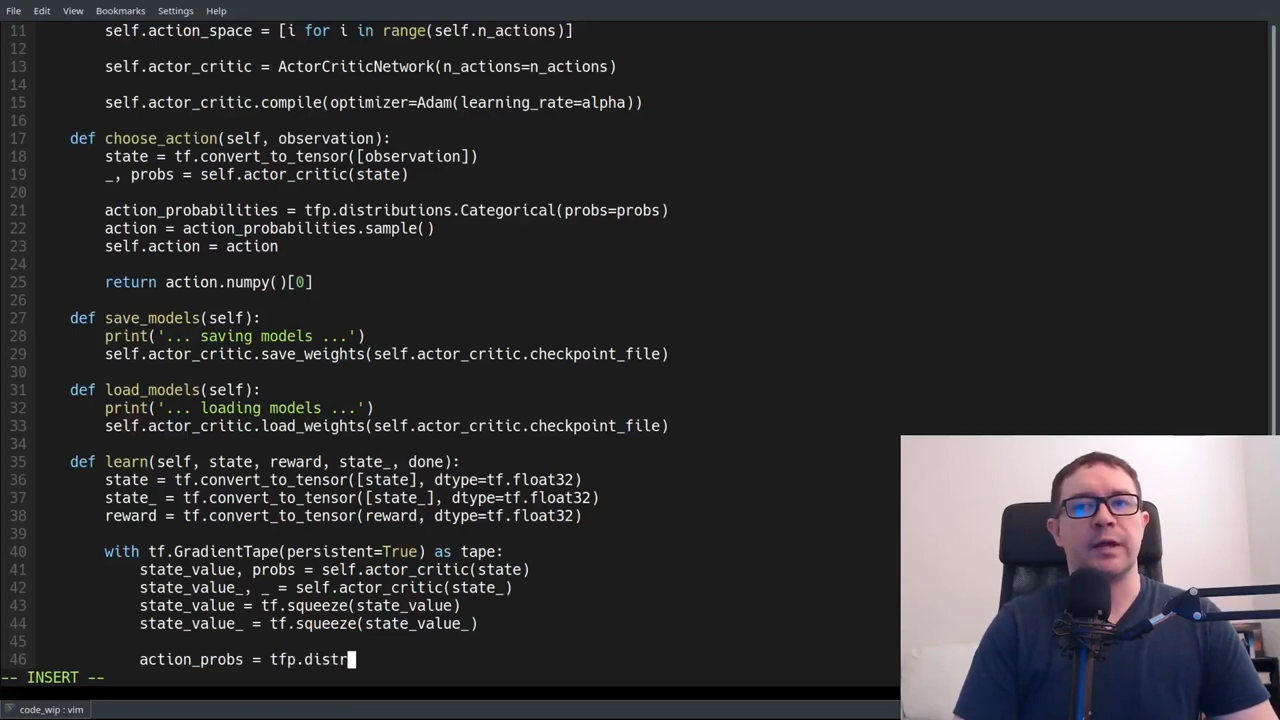 File Edit View Bookmarks Settings Help
11 self.action_space = [i for i in range(self.n_actions)]
12
13 self.actor_critic = ActorCriticNetwork(n_actions=n_actions)
14
15 self.actor_critic.compile(optimizer=Adam(learning_rate=alpha))
16
17 def choose_action(self, observation):
18 state = tf.convert_to_tensor([observation])
19 _, probs = self.actor_critic(state)
20
21 action_probabilities = tfp.distributions.Categorical(probs=probs)
22 action = action_probabilities.sample()
23 self.action = action
24
25 return action.numpy()[0]
26
27 def save_models(self):
28 print('... saving models ...')
29 self.actor_critic.save_weights(self.actor_critic.checkpoint_file)
30
31 def load_models(self):
32 print('... loading models ...')
33 self.actor_critic.load_weights(self.actor_critic.checkpoint_file)
34
35 def learn(self, state, reward, state_, done):
36 state = tf.convert_to_tensor([state], dtype=tf.float32)
37 state_ = tf.convert_to_tensor([state_], dtype=tf.float32)
38 reward = tf.convert_to_tensor(reward, dtype=tf.float32)
39
40 with tf.GradientTape(persistent=True) as tape:
41 state_value, probs = self.actor_critic(state)
42 state_value_, _ = self.actor_critic(state_)
43 state_value = tf.squeeze(state_value)
44 state_value_ = tf.squeeze(state_value_)
45
46 action_probs = tfp.distr
-- INSERT --
code_wip : vim